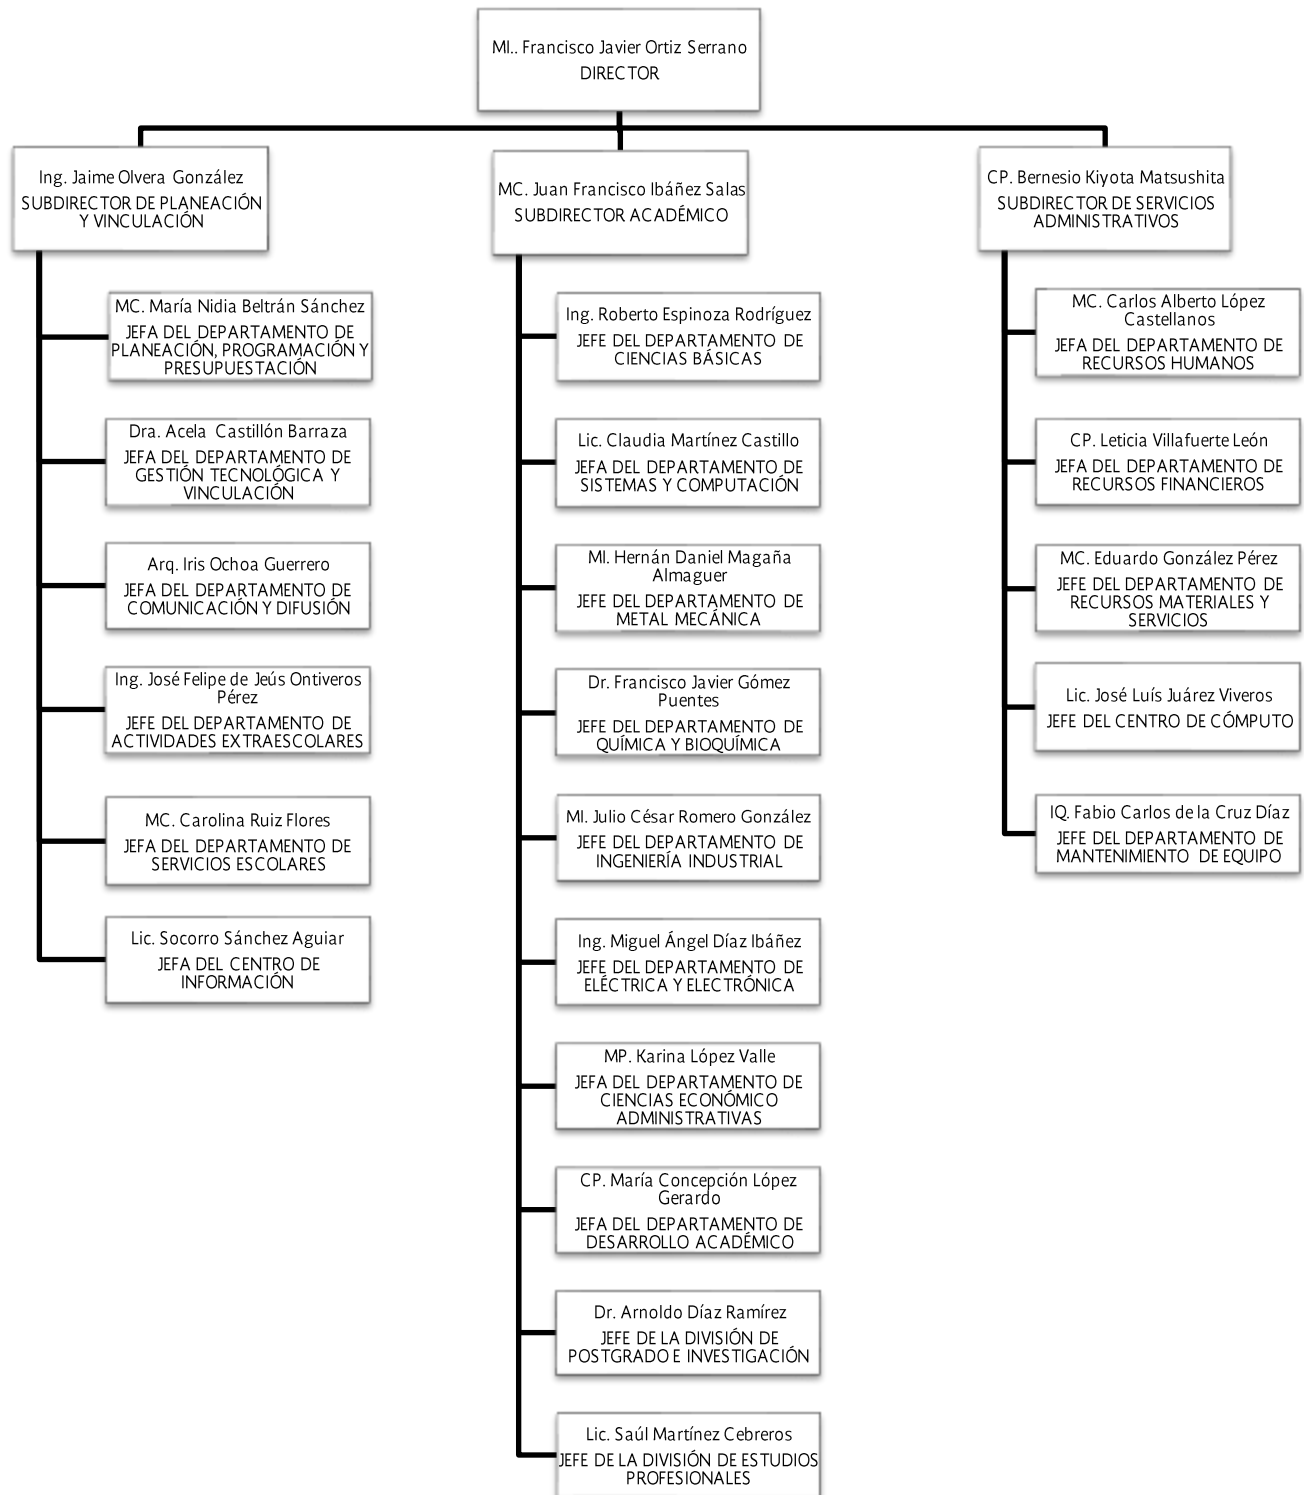 MI.. Francisco Javier Ortiz Serrano
DIRECTOR
Ing. Jaime Olvera González
SUBDIRECTOR DE PLANEACIÓN
Y VINCULACIÓN
MC. María Nidia Beltrán Sánchez
JEFA DEL DEPARTAMENTO DE
PLANEACIÓN, PROGRAMACIÓN Y
PRESUPUESTACIÓN
Dra. Acela Castillón Barraza
JEFA DEL DEPARTAMENTO DE
GESTIÓN TECNOLÓGICA Y
VINCULACIÓN
Arq. Iris Ochoa Guerrero
JEFA DEL DEPARTAMENTO DE
COMUNICACIÓN Y DIFUSIÓN
Ing. José Felipe de Jeús Ontiveros
Pérez
JEFE DEL DEPARTAMENTO DE
ACTIVIDADES EXTRAESCOLARES
MC. Carolina Ruiz Flores
JEFA DEL DEPARTAMENTO DE
SERVICIOS ESCOLARES
Lic. Socorro Sánchez Aguiar
JEFA DEL CENTRO DE
INFORMACIÓN
MC. Juan Francisco Ibáñez Salas
SUBDIRECTOR ACADÉMICO
Ing. Roberto Espinoza Rodríguez
JEFE DEL DEPARTAMENTO DE
CIENCIAS BÁSICAS
Lic. Claudia Martínez Castillo
JEFA DEL DEPARTAMENTO DE
SISTEMAS Y COMPUTACIÓN
MI. Hernán Daniel Magaña
Almaguer
JEFE DEL DEPARTAMENTO DE
METAL MECÁNICA
Dr. Francisco Javier Gómez
Puentes
JEFE DEL DEPARTAMENTO DE
QUÍMICA Y BIOQUÍMICA
MI. Julio César Romero González
JEFE DEL DEPARTAMENTO DE
INGENIERÍA INDUSTRIAL
Ing. Miguel Ángel Díaz Ibáñez
JEFE DEL DEPARTAMENTO DE
ELÉCTRICA Y ELECTRÓNICA
MP. Karina López Valle
JEFA DEL DEPARTAMENTO DE
CIENCIAS ECONÓMICO
ADMINISTRATIVAS
CP. María Concepción López
Gerardo
JEFA DEL DEPARTAMENTO DE
DESARROLLO ACADÉMICO
Dr. Arnoldo Díaz Ramírez
JEFE DE LA DIVISIÓN DE
POSTGRADO E INVESTIGACIÓN
Lic. Saúl Martínez Cebreros
JEFE DE LA DIVISIÓN DE ESTUDIOS
PROFESIONALES
CP. Bernesio Kiyota Matsushita
SUBDIRECTOR DE SERVICIOS
ADMINISTRATIVOS
MC. Carlos Alberto López
Castellanos
JEFA DEL DEPARTAMENTO DE
RECURSOS HUMANOS
CP. Leticia Villafuerte León
JEFA DEL DEPARTAMENTO DE
RECURSOS FINANCIEROS
MC. Eduardo González Pérez
JEFE DEL DEPARTAMENTO DE
RECURSOS MATERIALES Y
SERVICIOS
Lic. José Luís Juárez Viveros
JEFE DEL CENTRO DE CÓMPUTO
IQ. Fabio Carlos de la Cruz Díaz
JEFE DEL DEPARTAMENTO DE
MANTENIMIENTO DE EQUIPO